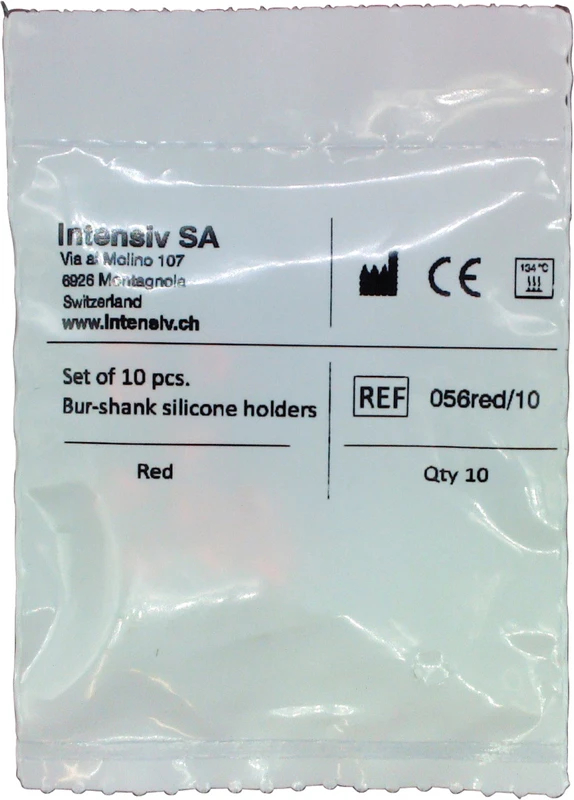 Intensiv SA
Via al Molino 107
6926 Montagnola
Switzerland
www.Intensiv.ch
CE
134 °C
Set of 10 pcs.
Bur-shank silicone holders
REF 056red/10
Red
Qty 10